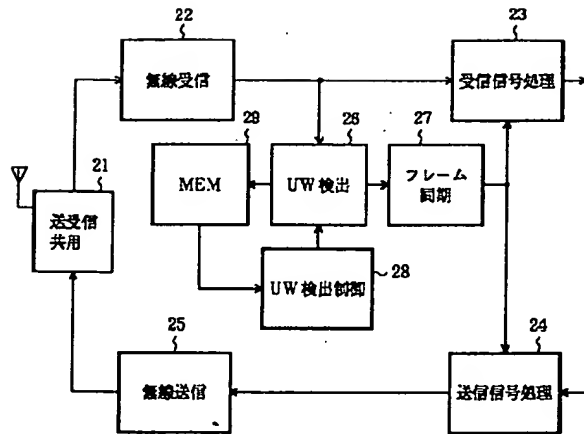 22
無線受信
23
受信信号処理
29
MEM
26
UW検出
27
フレーム
同期
21
送受信
共用
UW検出制御
28
25
無線送信
24
送信信号処理